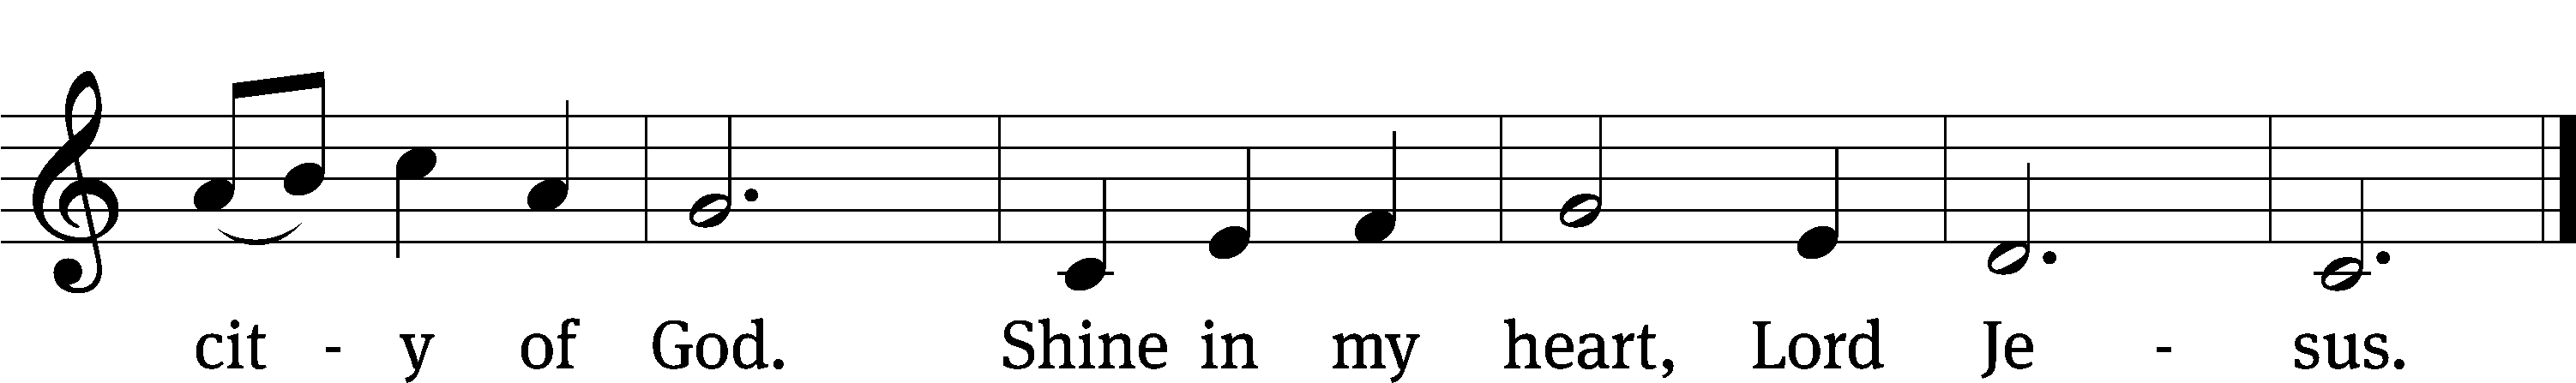 cit - y of God. Shine in my heart, Lord Je - sus.